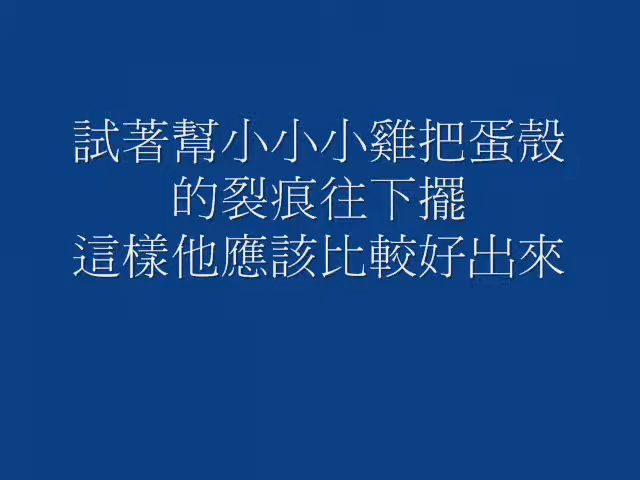 試著幫小小小雞把蛋殼
的裂痕往下擺
這樣他應該比較好出來